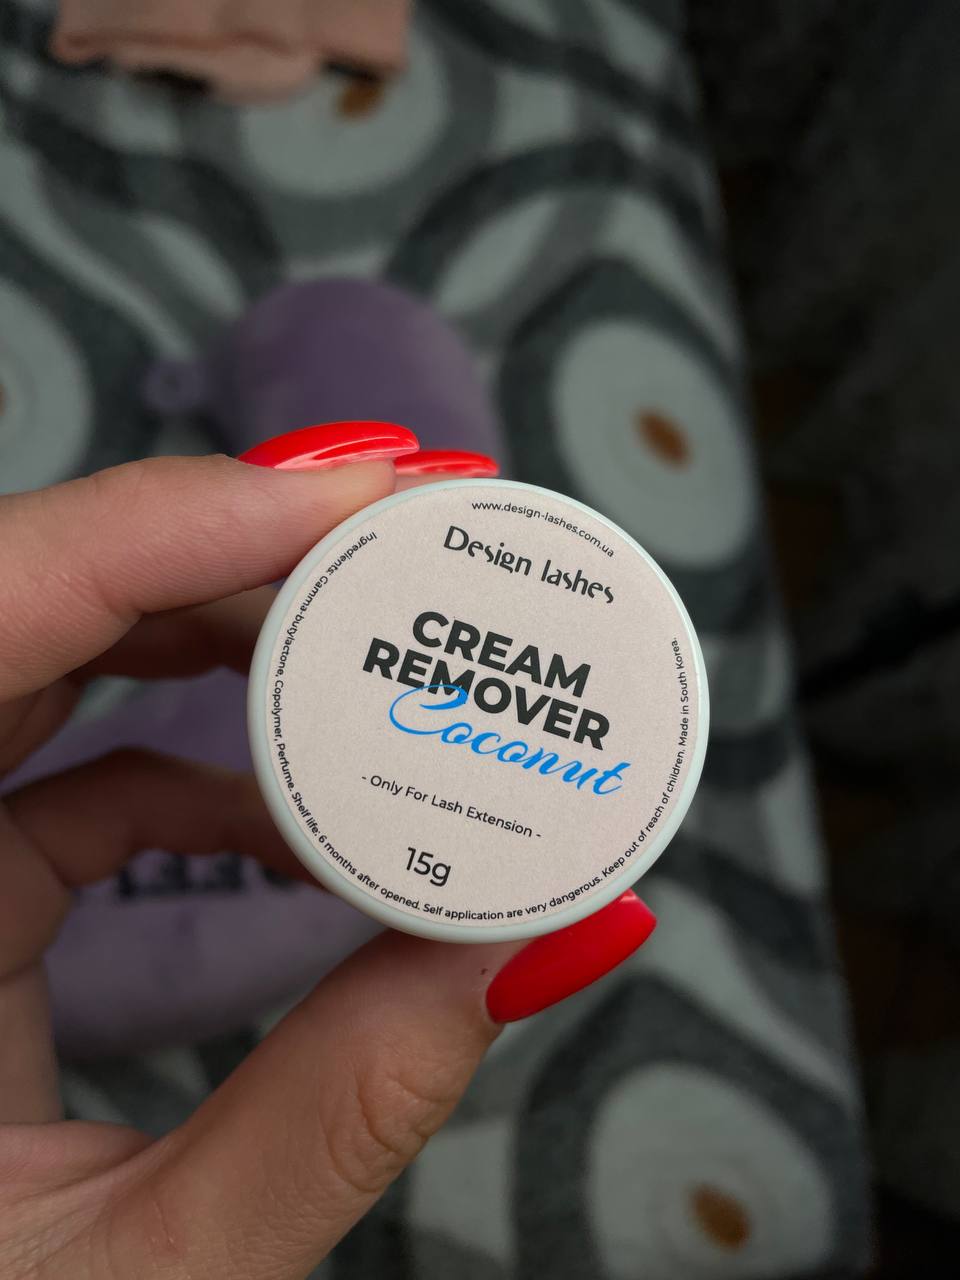 www.design-lashes.com.ua
Design lashes
CREAM
REMOVER
Coconut
- Only For Lash Extension -
15g
Ingredients: Gamma-butylactone, Copolymer, Perfume. Shelf life: 6 months after opened. Self application are very dangerous. Keep out of reach of children. Made in South Korea.